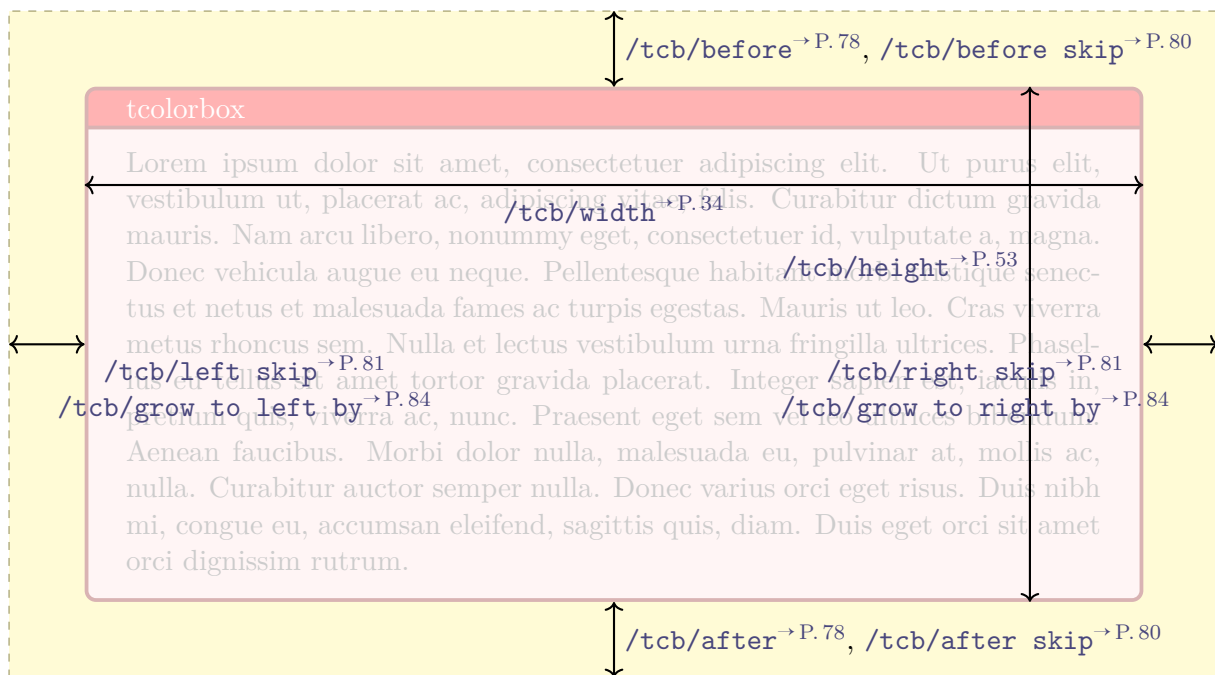 /tcb/before→P. 78, /tcb/before skip→P. 80
tcolorbox
Lorem ipsum dolor sit amet, consectetuer adipiscing elit. Ut purus elit,
vestibulum ut, placerat ac, adipiscing vitae, felis. Curabitur dictum gravida
/tcb/width→P. 34
mauris. Nam arcu libero, nonummy eget, consectetuer id, vulputate a, magna.
Donec vehicula augue eu neque. Pellentesque habitant morbi tristique senec-
/tcb/height→P. 53
tus et netus et malesuada fames ac turpis egestas. Mauris ut leo. Cras viverra
metus rhoncus sem. Nulla et lectus vestibulum urna fringilla ultrices. Phasel-
/tcb/left skip→P. 81
/tcb/right skip→P. 81
lus eu tellus sit amet tortor gravida placerat. Integer sapien est, iaculis in,
/tcb/grow to left by→P. 84
/tcb/grow to right by→P. 84
pretium quis, viverra ac, nunc. Praesent eget sem vel leo ultrices bibendum.
Aenean faucibus. Morbi dolor nulla, malesuada eu, pulvinar at, mollis ac,
nulla. Curabitur auctor semper nulla. Donec varius orci eget risus. Duis nibh
mi, congue eu, accumsan eleifend, sagittis quis, diam. Duis eget orci sit amet
orci dignissim rutrum.
/tcb/after→P. 78, /tcb/after skip→P. 80